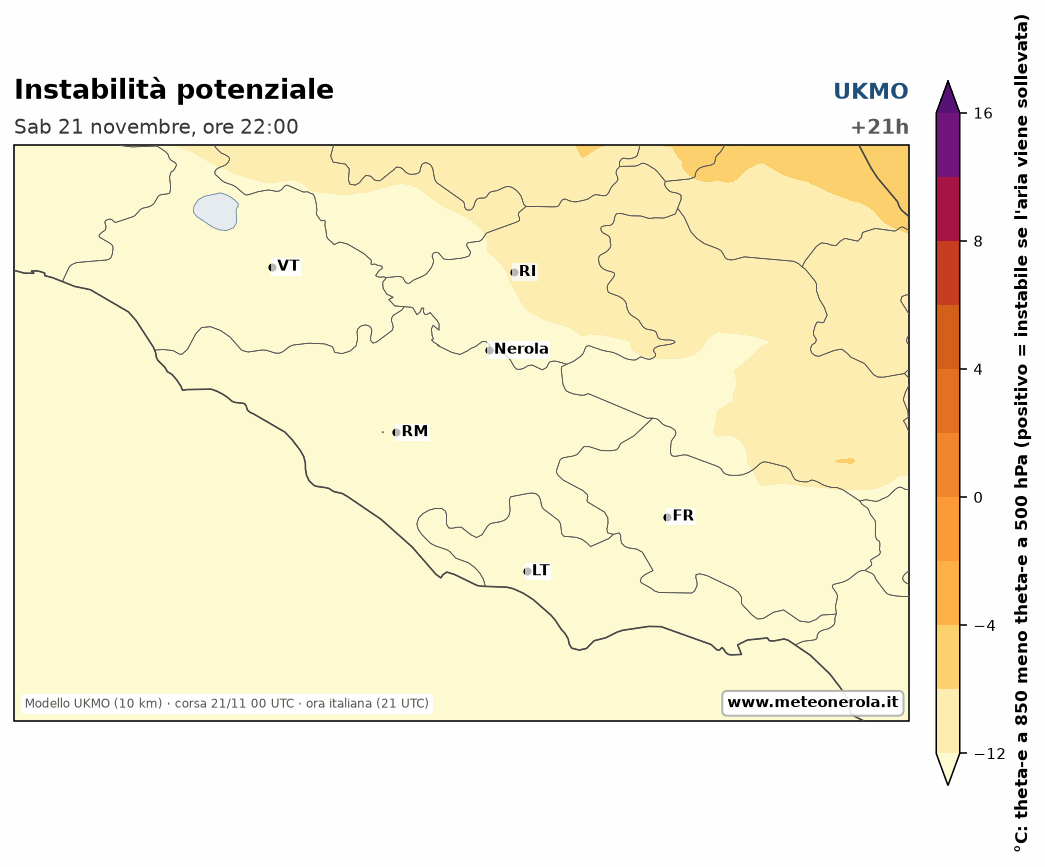 Instabilità potenziale
UKMO
Sab 21 novembre, ore 22:00
+21h
VT
RI
Nerola
RM
FR
LT
Modello UKMO (10 km) · corsa 21/11 00 UTC · ora italiana (21 UTC)
www.meteonerola.it
16
8
4
0
−4
−12
°C: theta-e a 850 meno theta-e a 500 hPa (positivo = instabile se l'aria viene sollevata)